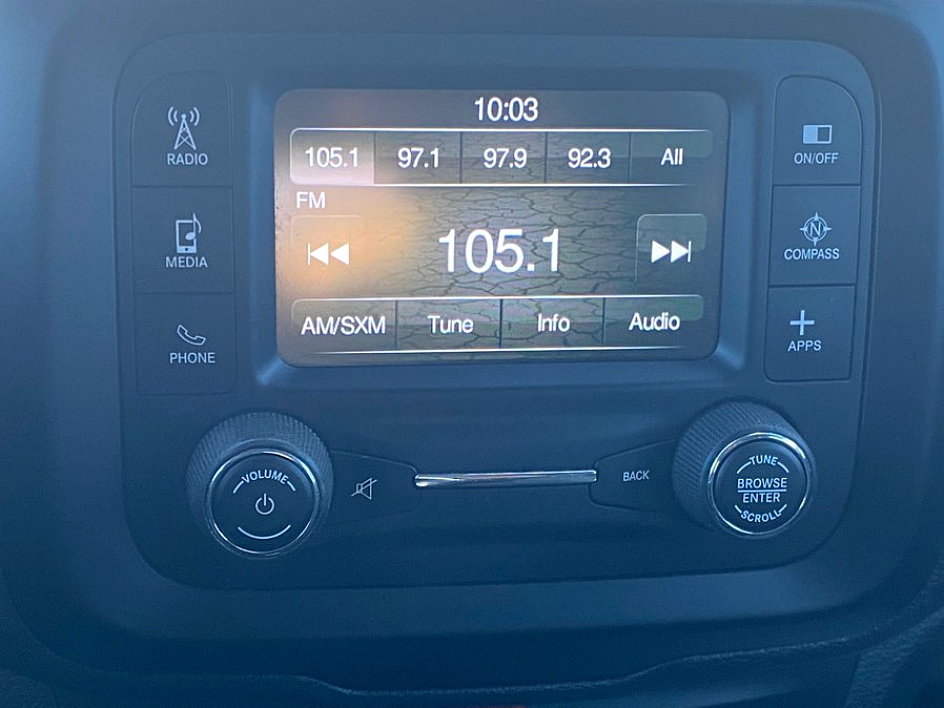 10:03
105.1 97.1 97.9 92.3 All
FM
105.1
AM/SXM Tune Info Audio
RADIO
MEDIA
PHONE
ON/OFF
N
COMPASS
APPS
VOLUME
BACK
TUNE
BROWSE
ENTER
SCROLL